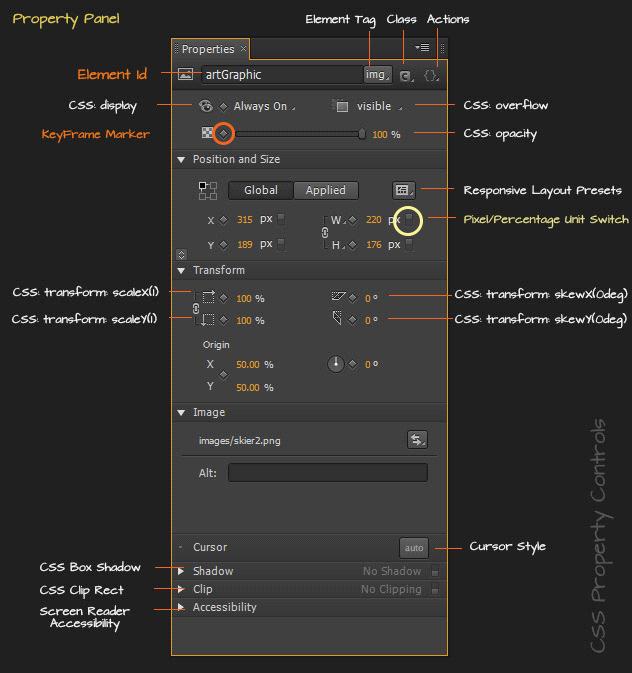 Property Panel
Element Tag Class Actions
Properties ×
Element Id artGraphic img
CSS: display Always On visible CSS: overflow
KeyFrame Marker 100 % CSS: opacity
Position and Size
Global Applied Responsive Layout Presets
X 315 px W 220 px Pixel/Percentage Unit Switch
Y 189 px H 176 px
Transform
CSS: transform: scaleX(1) 100 % 0 º CSS: transform: skewX(0deg)
CSS: transform: scaleY(1) 100 % 0 º CSS: transform: skewY(0deg)
Origin
X 50.00 % 0 º
Y 50.00 %
Image
images/skier2.png
Alt:
CSS Property Controls
Cursor auto Cursor Style
CSS Box Shadow Shadow No Shadow
CSS Clip Rect Clip No Clipping
Screen Reader Accessibility
Accessibility